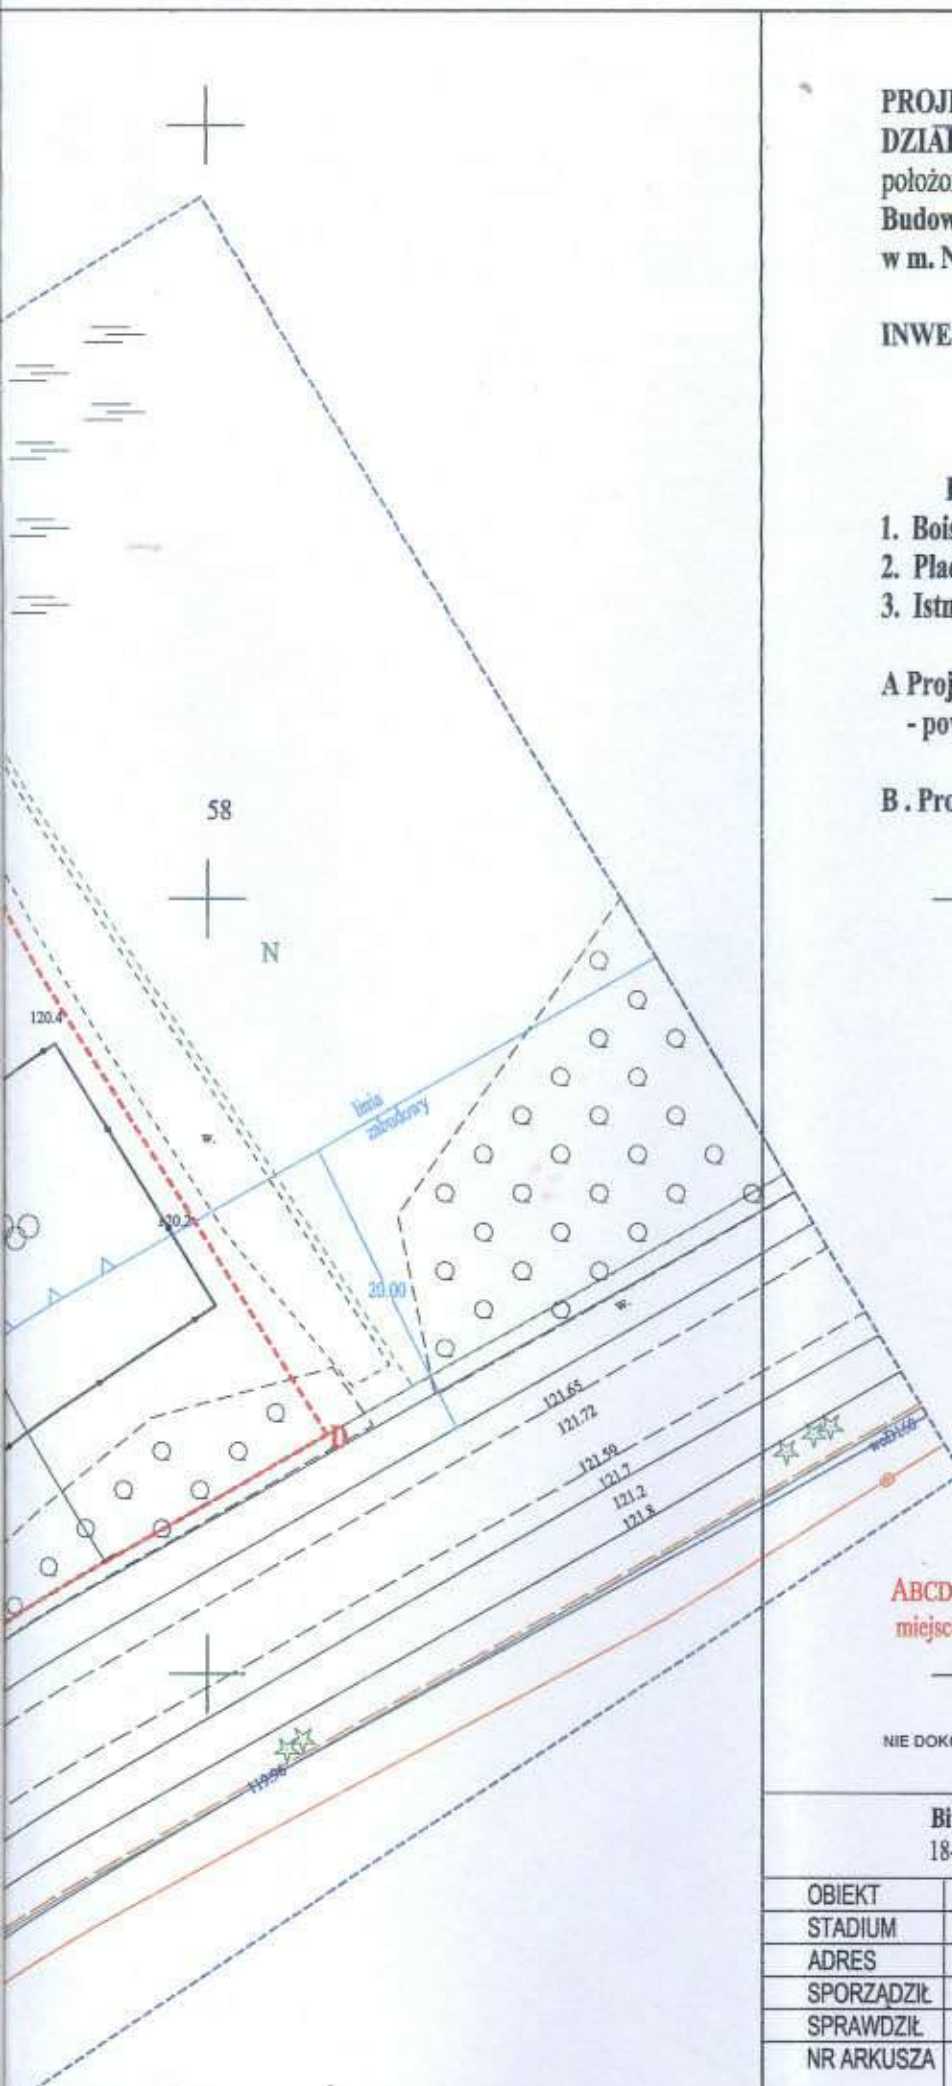 58
N
120.4
linia
zabudowy
w.
120.2
20.00
w.
D
121.65
121.72
121.59
121.7
121.2
121.8
waD160
119.96
PROJ
DZIAŁ
położo
Budow
w m. N
INWE
1. Bois
2. Plac
3. Istn
A Proj
- pow
B . Pro
ABCD
miejsc
NIE DOK
Bi
18-
OBIEKT
STADIUM
ADRES
SPORZĄDZIŁ
SPRAWDZIŁ
NR ARKUSZA